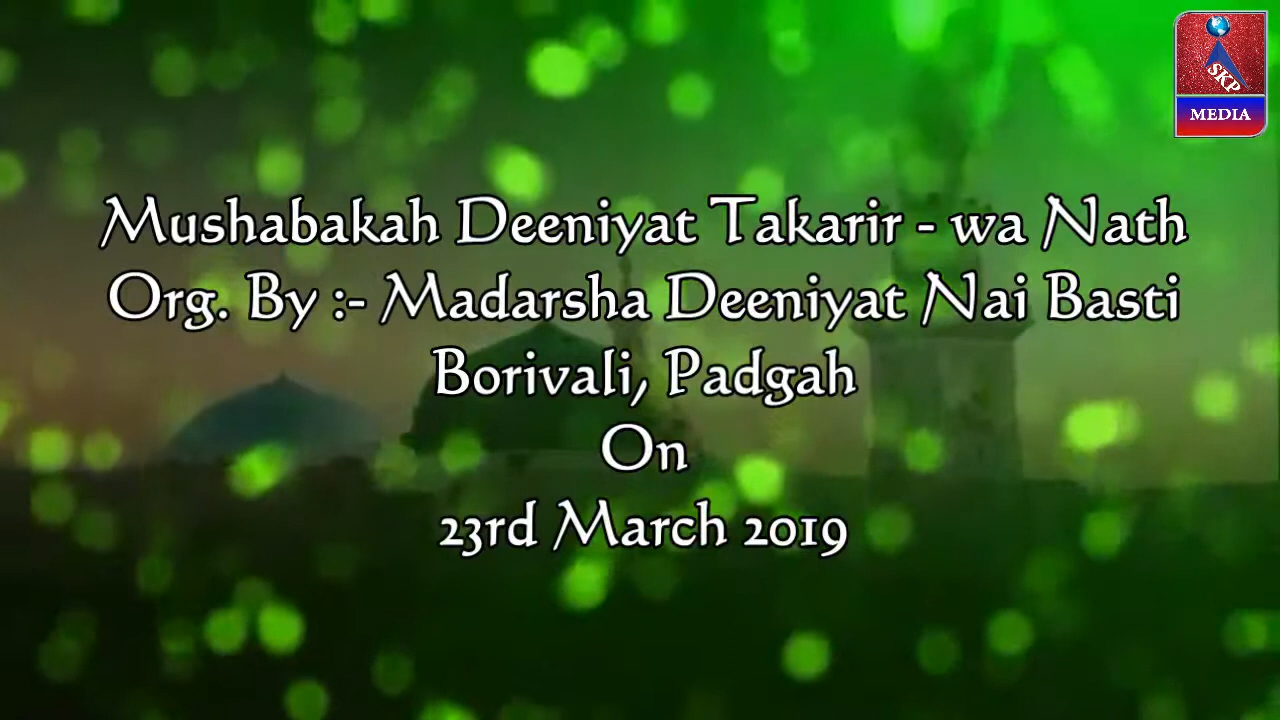 SKP
MEDIA
Mushabakah Deeniyat Takarir - wa Nath
Org. By :- Madarsha Deeniyat Nai Basti
Borivali, Padgah
On
23rd March 2019